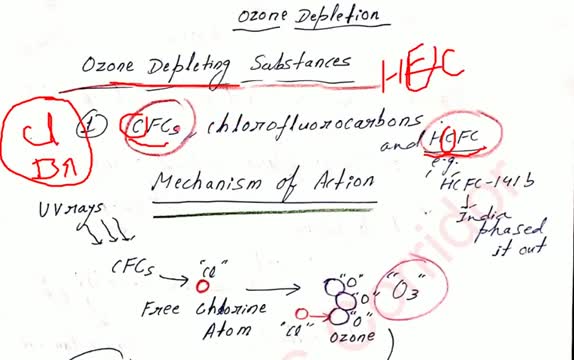 Ozone Depletion
Ozone Depleting Substances
HFC
Cl
Br
① CFCs, chlorofluorocarbons and HCFC
e.g.
HCFC-141b
India phased it out
Mechanism of Action
UV rays
CFCs
"Cl"
Free Chlorine Atom
"Cl"
"O"
"O"
"O"
"O3"
ozone